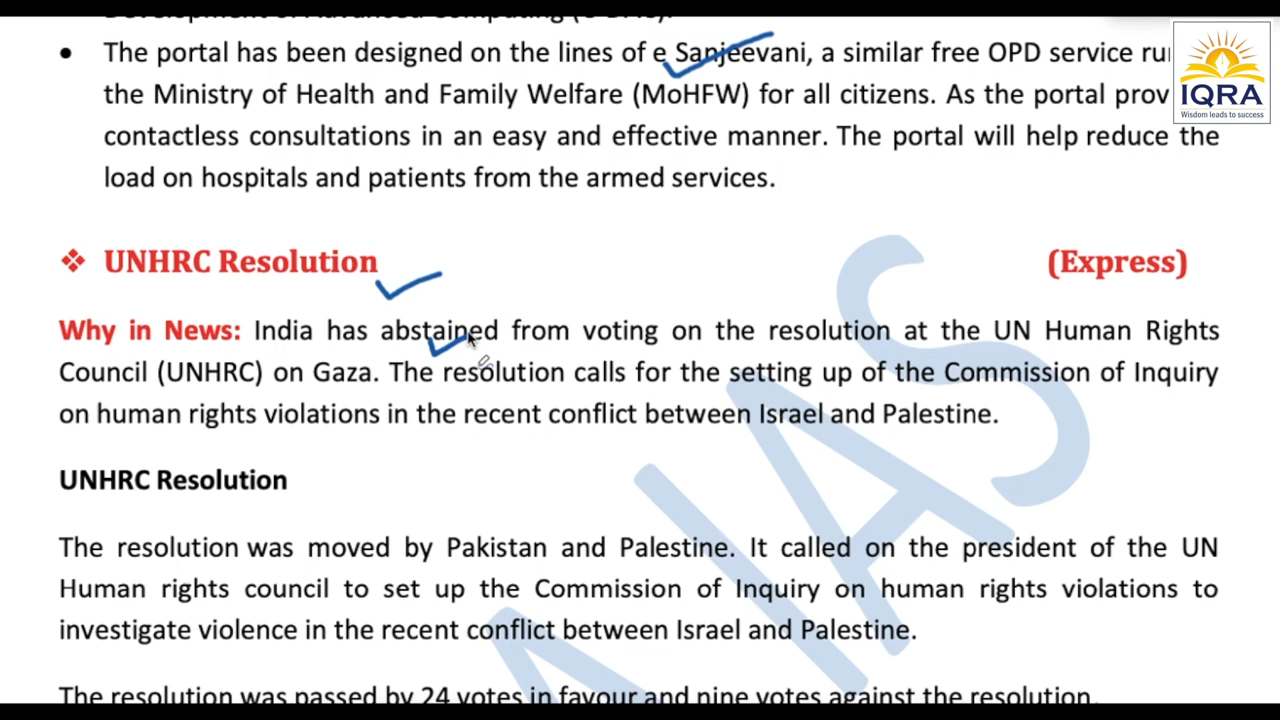 Development of Advanced Computing (C-DAC).
• The portal has been designed on the lines of e Sanjeevani, a similar free OPD service ru
the Ministry of Health and Family Welfare (MoHFW) for all citizens. As the portal prov
contactless consultations in an easy and effective manner. The portal will help reduce the
load on hospitals and patients from the armed services.
IQRA
Wisdom leads to success
❖ UNHRC Resolution (Express)
Why in News: India has abstained from voting on the resolution at the UN Human Rights
Council (UNHRC) on Gaza. The resolution calls for the setting up of the Commission of Inquiry
on human rights violations in the recent conflict between Israel and Palestine.
UNHRC Resolution
The resolution was moved by Pakistan and Palestine. It called on the president of the UN
Human rights council to set up the Commission of Inquiry on human rights violations to
investigate violence in the recent conflict between Israel and Palestine.
The resolution was passed by 24 votes in favour and nine votes against the resolution.
A IAS